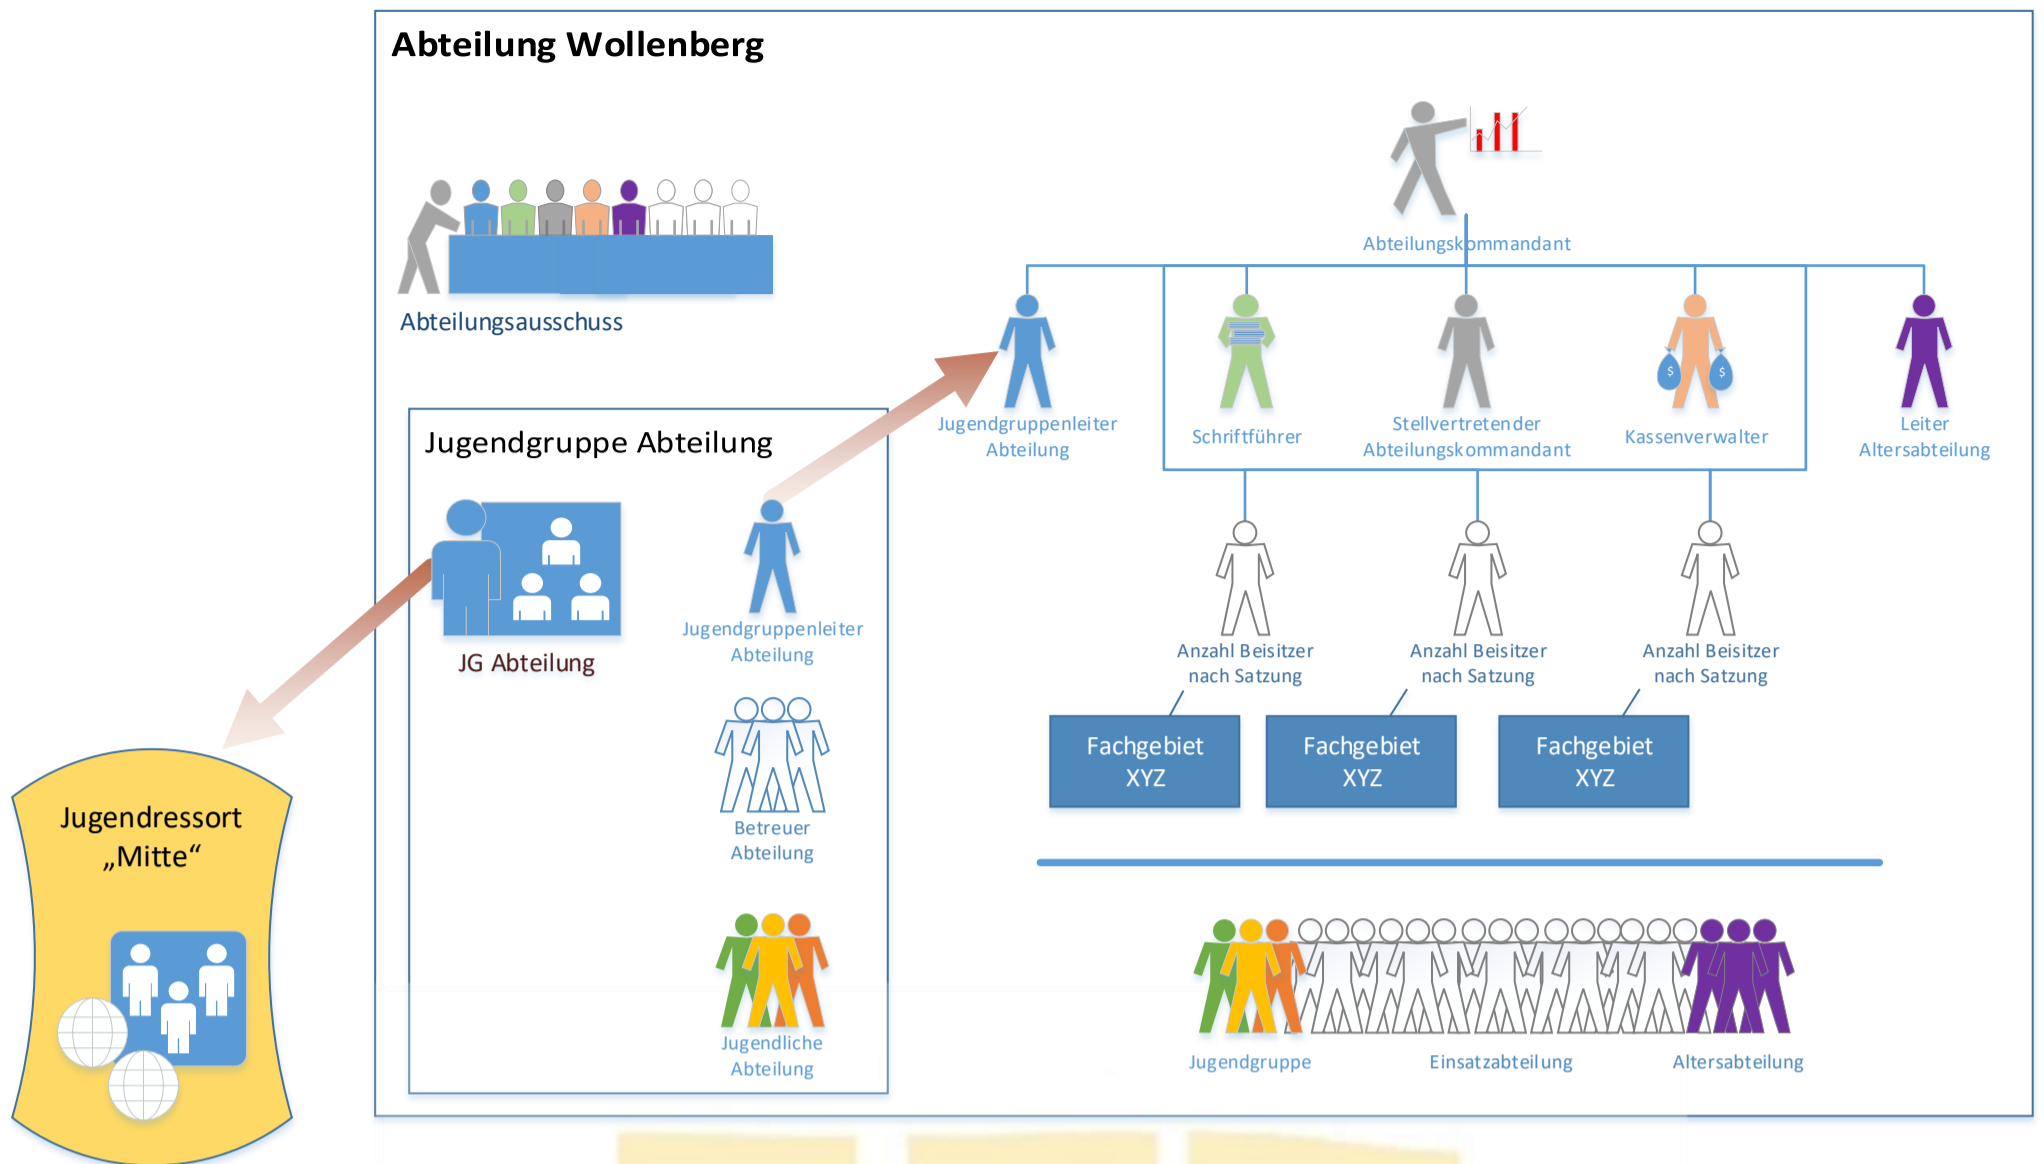 Abteilung Wollenberg
Abteilungsausschuss
Abteilungskommandant
Jugendgruppenleiter
Abteilung
Schriftführer
Stellvertretender
Abteilungskommandant
$
$
Kassenverwalter
Leiter
Altersabteilung
Jugendgruppe Abteilung
JG Abteilung
Jugendgruppenleiter
Abteilung
Betreuer
Abteilung
Jugendliche
Abteilung
Anzahl Beisitzer
nach Satzung
Anzahl Beisitzer
nach Satzung
Anzahl Beisitzer
nach Satzung
Fachgebiet
XYZ
Fachgebiet
XYZ
Fachgebiet
XYZ
Jugendgruppe
Einsatzabteilung
Altersabteilung
Jugendressort
„Mitte“